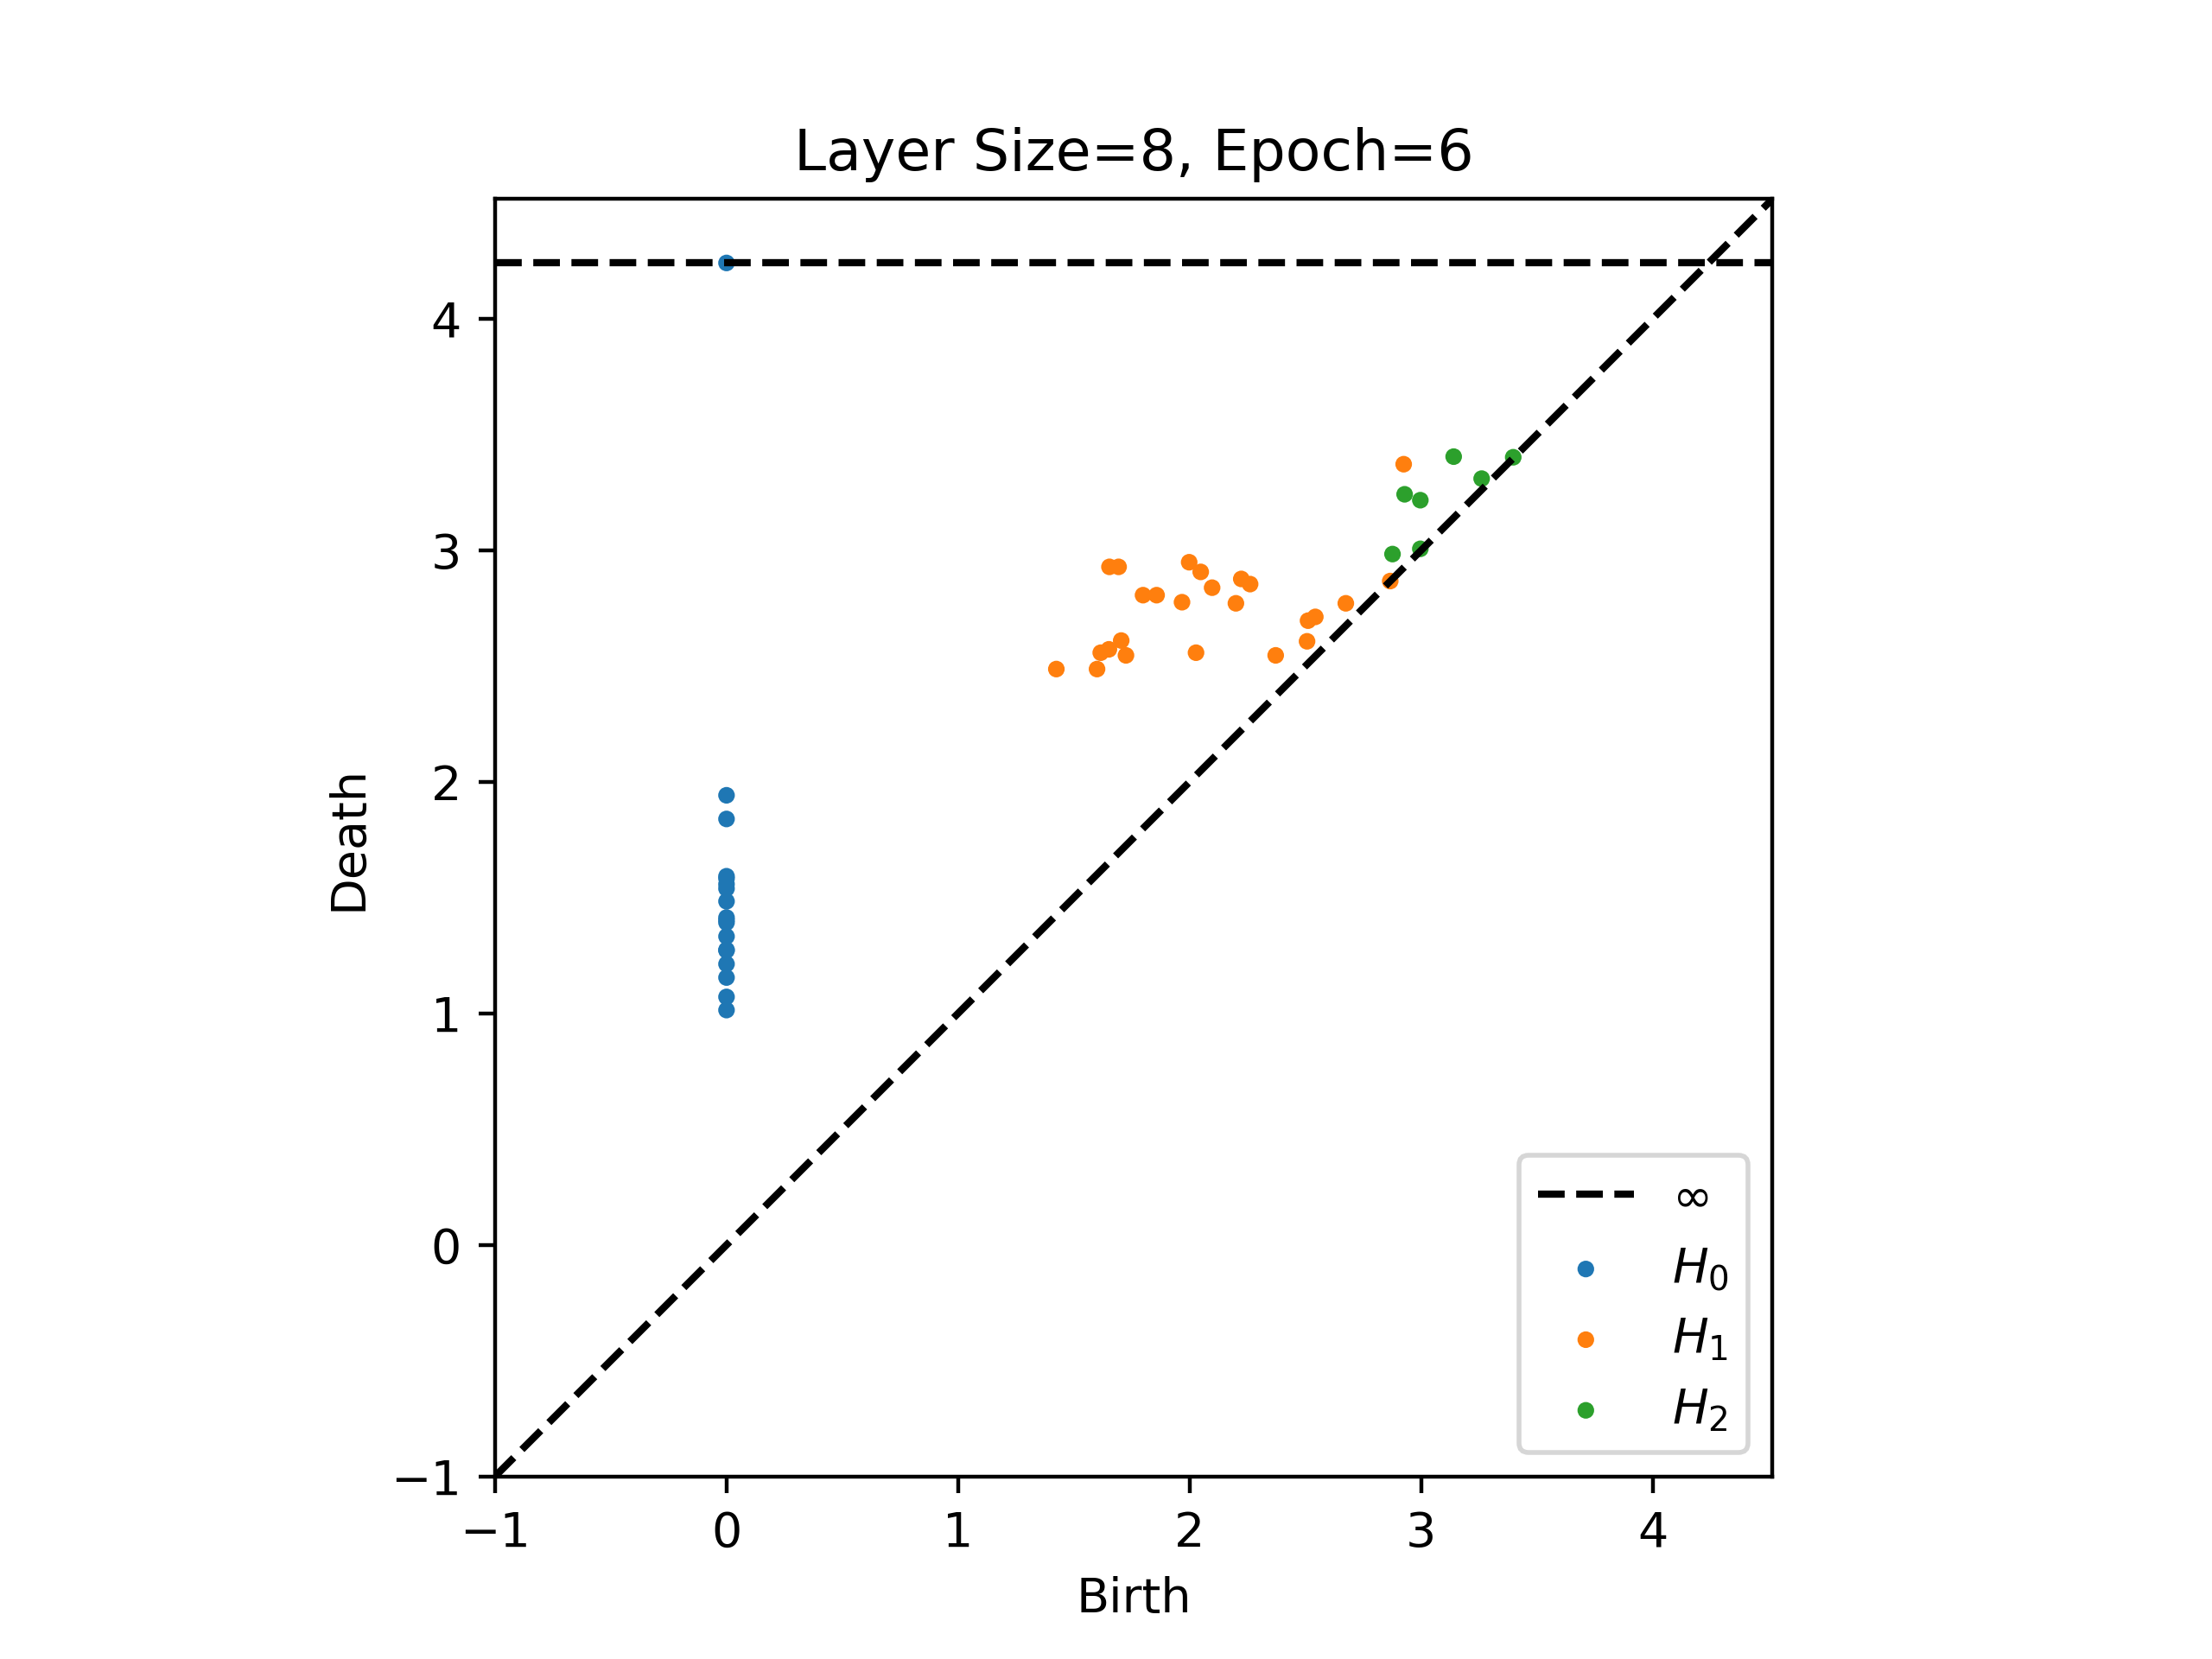 Layer Size=8, Epoch=6
4
3
2
1
0
−1
Death
−1 0 1 2 3 4
Birth
∞
H₀
H₁
H₂